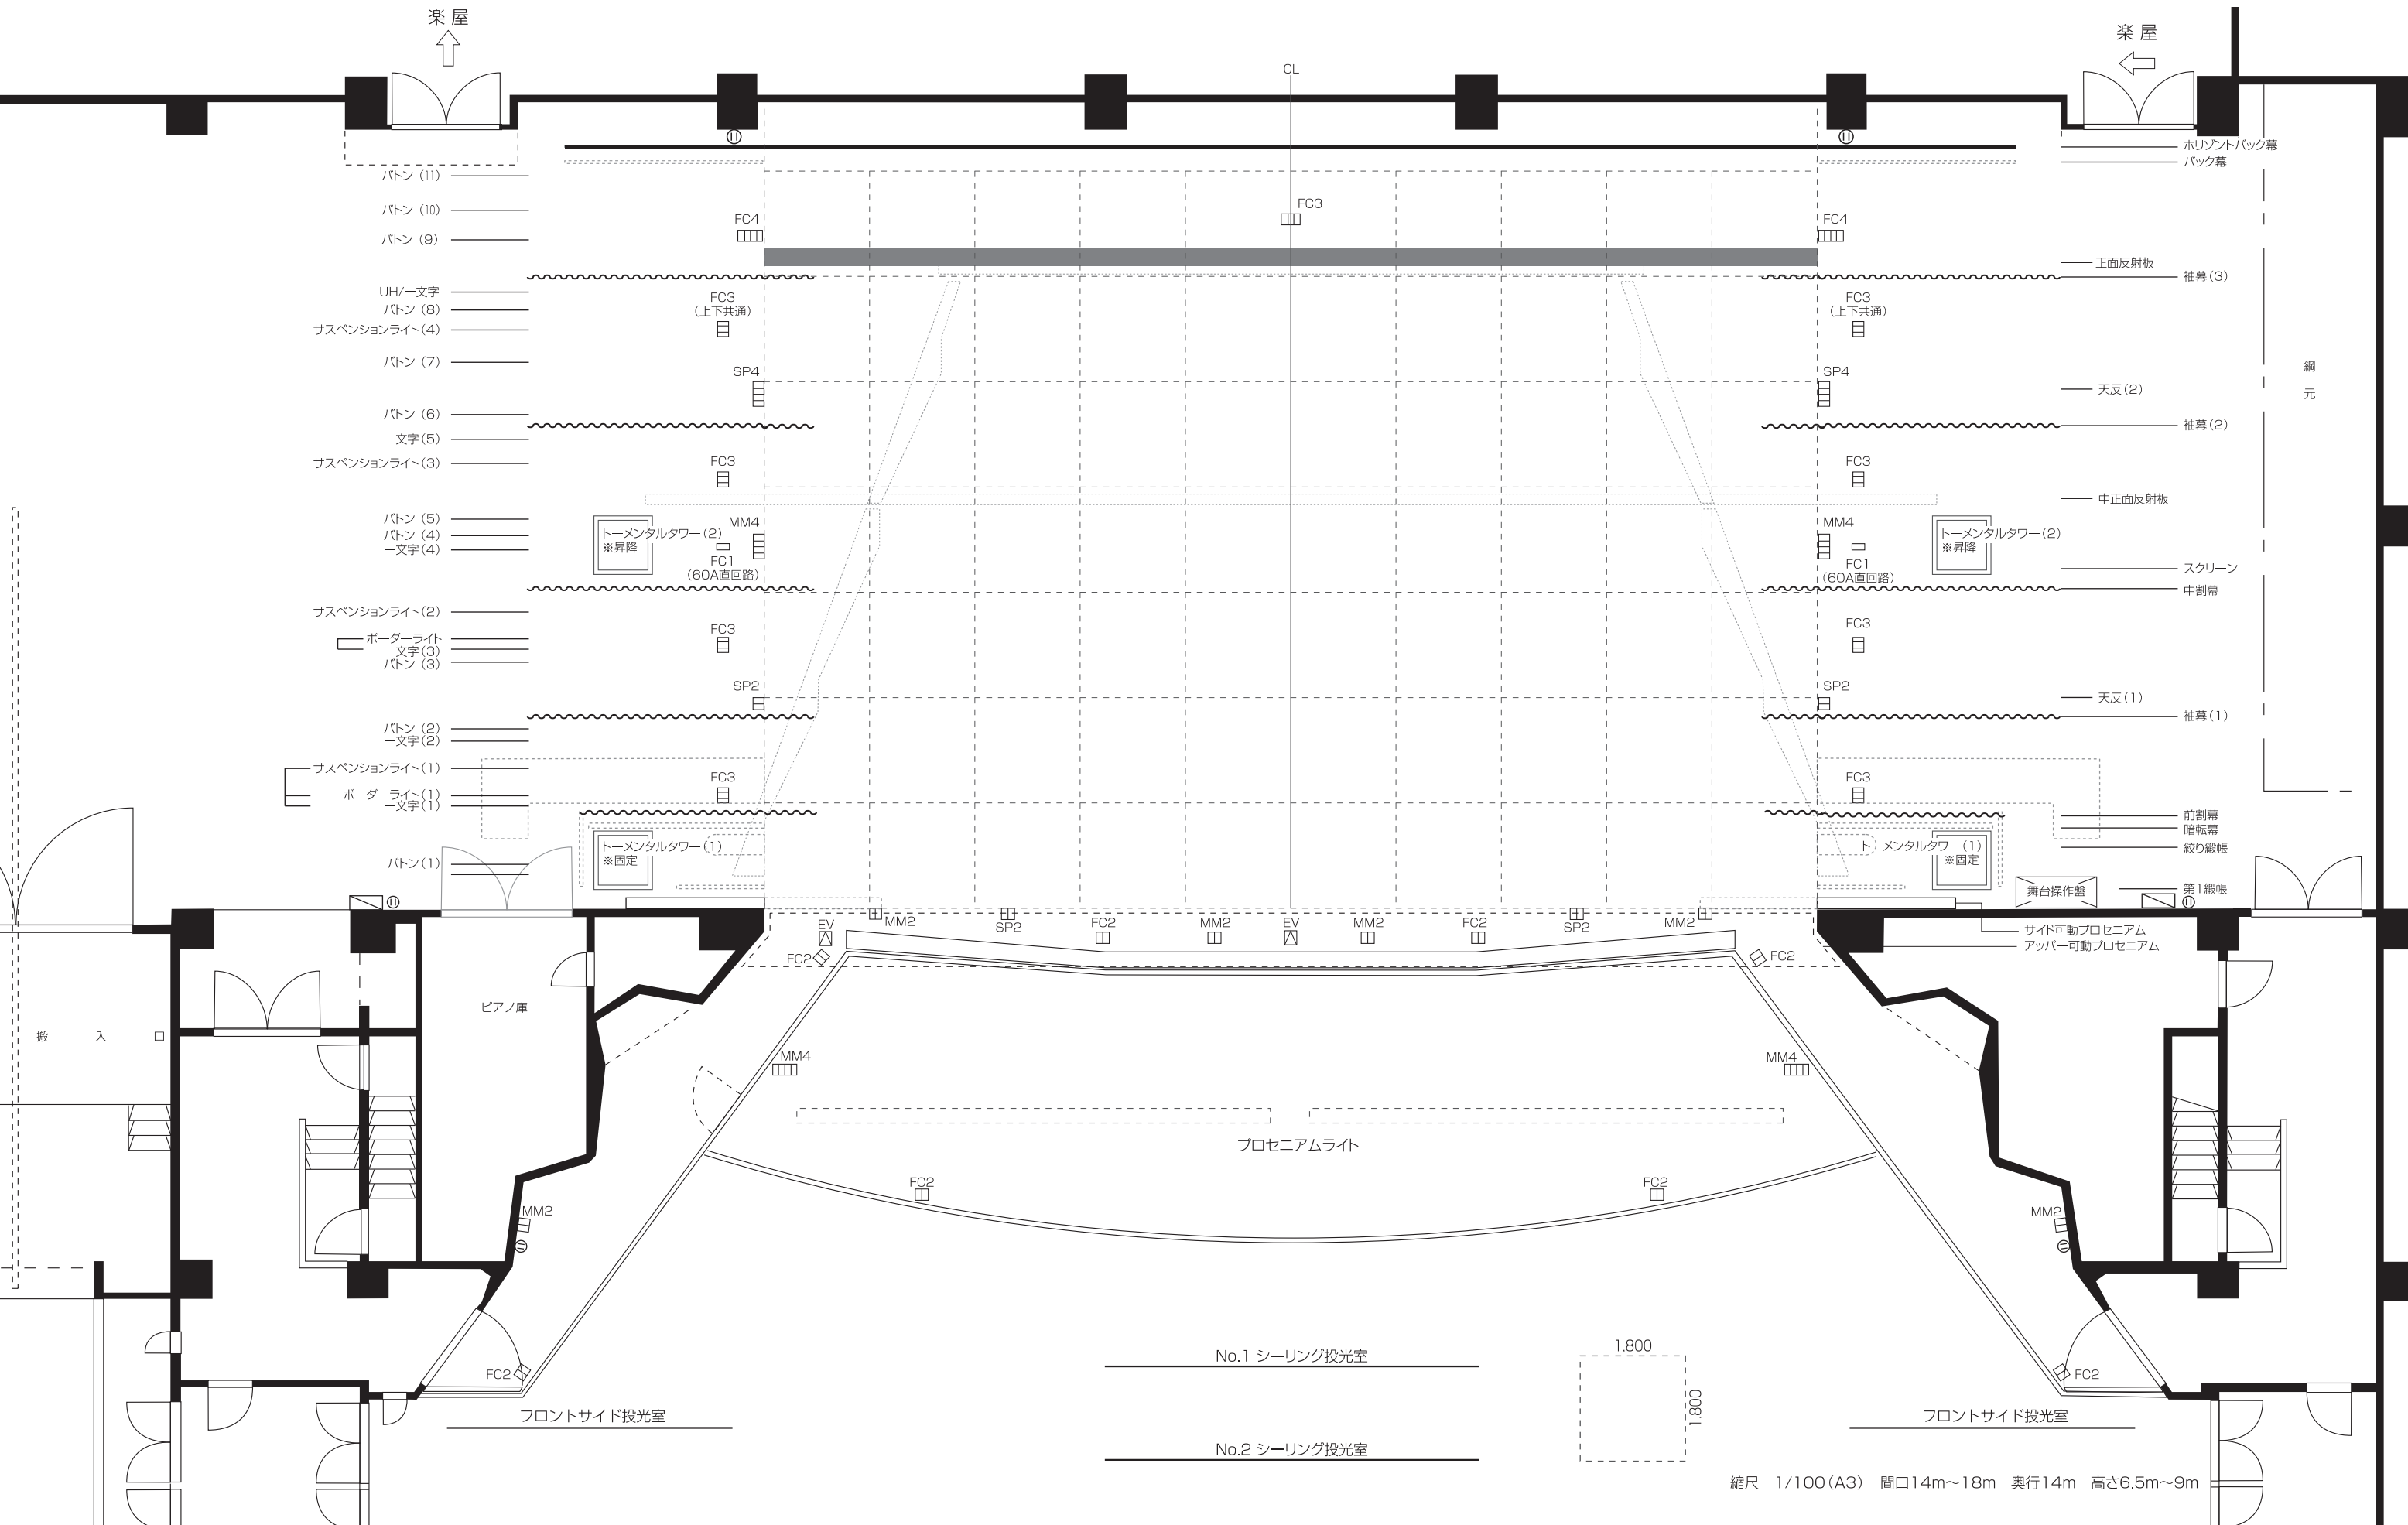 楽屋
楽屋
CL
ホリゾントバック幕
バック幕
バトン（11）
バトン（10）
バトン（9）
FC4
FC3
FC4
正面反射板
袖幕（3）
UH/一文字
バトン（8）
サスペンションライト（4）
バトン（7）
FC3
（上下共通）
FC3
（上下共通）
SP4
SP4
天反（2）
綱元
バトン（6）
一文字（5）
サスペンションライト（3）
袖幕（2）
FC3
FC3
中正面反射板
バトン（5）
バトン（4）
一文字（4）
トーメンタルタワー（2）
※昇降
MM4
FC1
（60A直回路）
MM4
FC1
（60A直回路）
トーメンタルタワー（2）
※昇降
スクリーン
中割幕
サスペンションライト（2）
ボーダーライト
一文字（3）
バトン（3）
FC3
FC3
SP2
SP2
天反（1）
袖幕（1）
バトン（2）
一文字（2）
サスペンションライト（1）
ボーダーライト（1）
一文字（1）
FC3
FC3
前割幕
暗転幕
絞り緞帳
バトン（1）
トーメンタルタワー（1）
※固定
トーメンタルタワー（1）
※固定
舞台操作盤
第1緞帳
EV
MM2
SP2
FC2
MM2
EV
MM2
FC2
SP2
MM2
サイド可動プロセニアム
アッパー可動プロセニアム
FC2
FC2
ピアノ庫
搬入口
MM4
MM4
プロセニアムライト
FC2
FC2
MM2
MM2
FC2
FC2
No.1 シーリング投光室
1,800
1,800
フロントサイド投光室
フロントサイド投光室
No.2 シーリング投光室
縮尺　1/100（A3）　間口14m〜18m　奥行14m　高さ6.5m〜9m